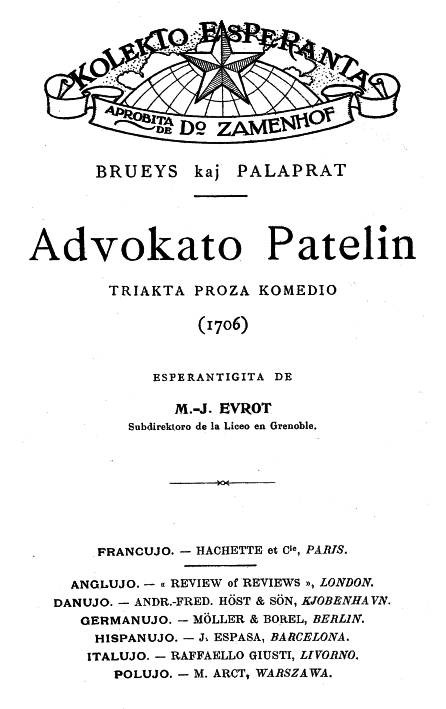 KOLEKTO ESPERANTA
APROBITA DE Dº ZAMENHOF
BRUEYS kaj PALAPRAT
Advokato Patelin
TRIAKTA PROZA KOMEDIO
(1706)
ESPERANTIGITA DE
M.-J. EVROT
Subdirektoro de la Liceo en Grenoble.
FRANCUJO. — HACHETTE et Cie, PARIS.
ANGLUJO. — « REVIEW of REVIEWS », LONDON.
DANUJO. — ANDR.-FRED. HÖST & SÖN, KJOBENHAVN.
GERMANUJO. — MÖLLER & BOREL, BERLIN.
HISPANUJO. — J. ESPASA, BARCELONA.
ITALUJO. — RAFFAELLO GIUSTI, LIVORNO.
POLUJO. — M. ARCT, WARSZAWA.